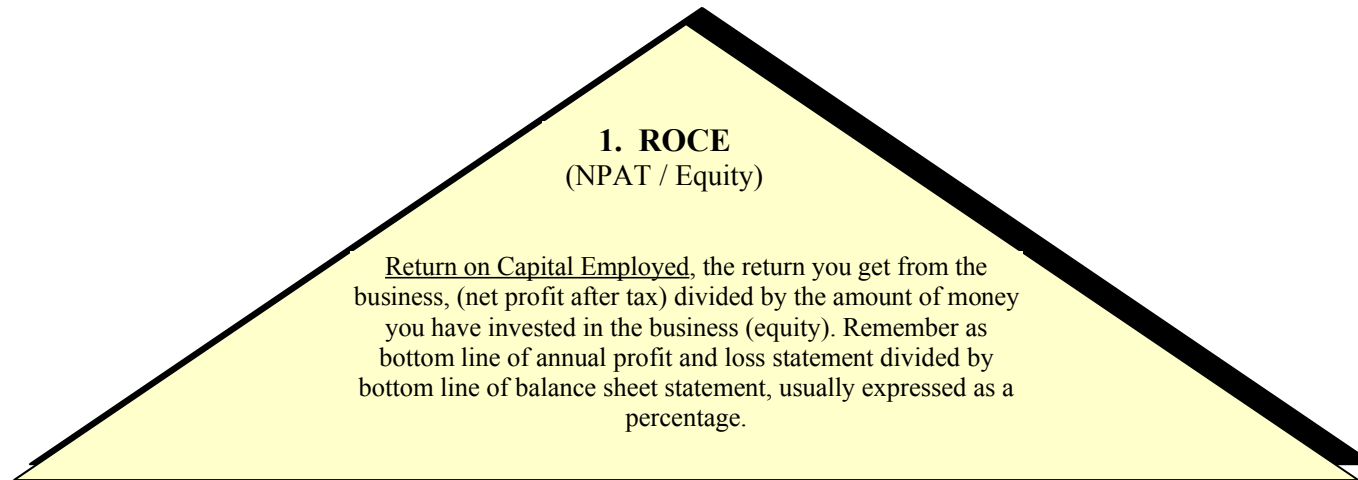 1. ROCE
(NPAT / Equity)
Return on Capital Employed, the return you get from the
business, (net profit after tax) divided by the amount of money
you have invested in the business (equity). Remember as
bottom line of annual profit and loss statement divided by
bottom line of balance sheet statement, usually expressed as a
percentage.